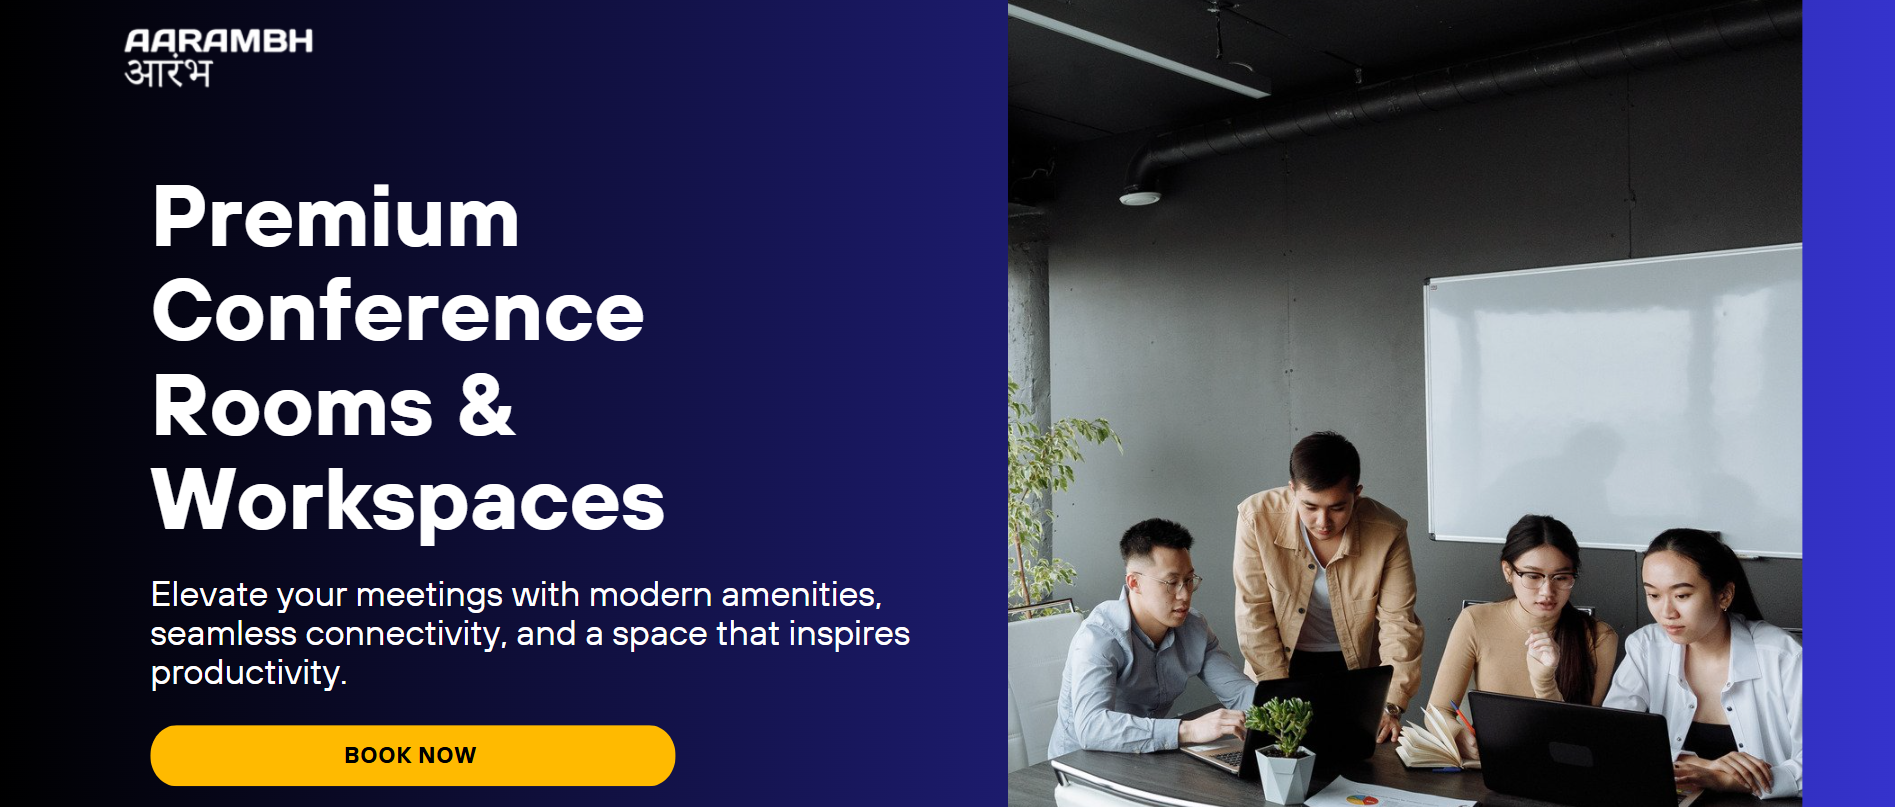 AARAMBH
आरंभ
Premium
Conference
Rooms &
Workspaces
Elevate your meetings with modern amenities,
seamless connectivity, and a space that inspires
productivity.
BOOK NOW